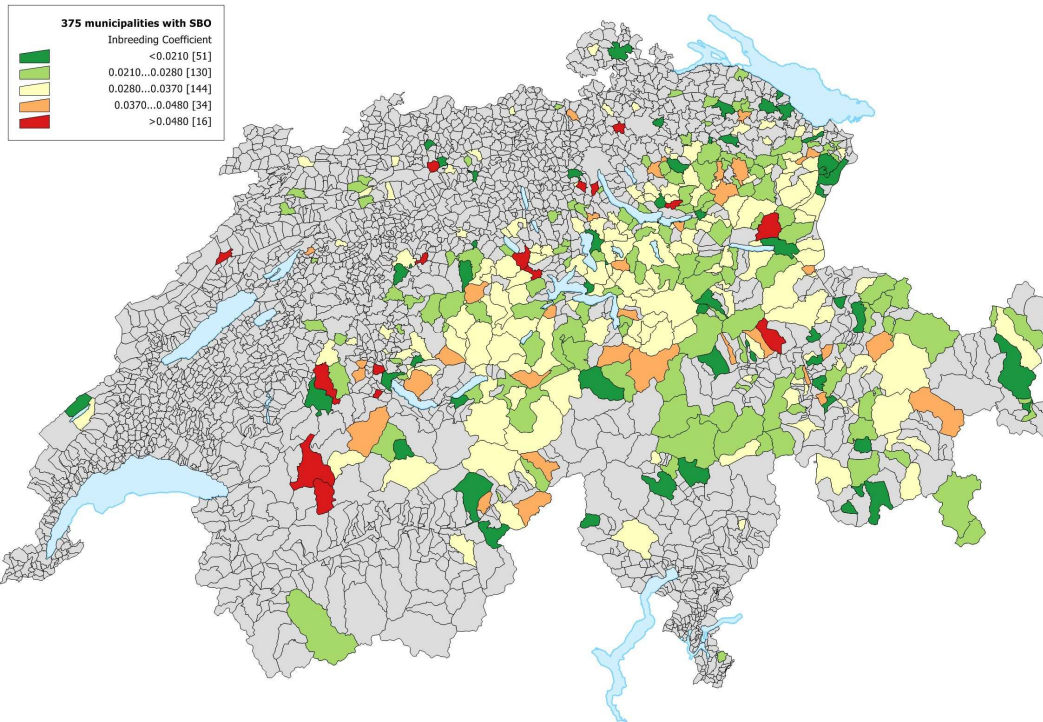 375 municipalities with SBO
Inbreeding Coefficient
<0.0210 [51]
0.0210...0.0280 [130]
0.0280...0.0370 [144]
0.0370...0.0480 [34]
>0.0480 [16]